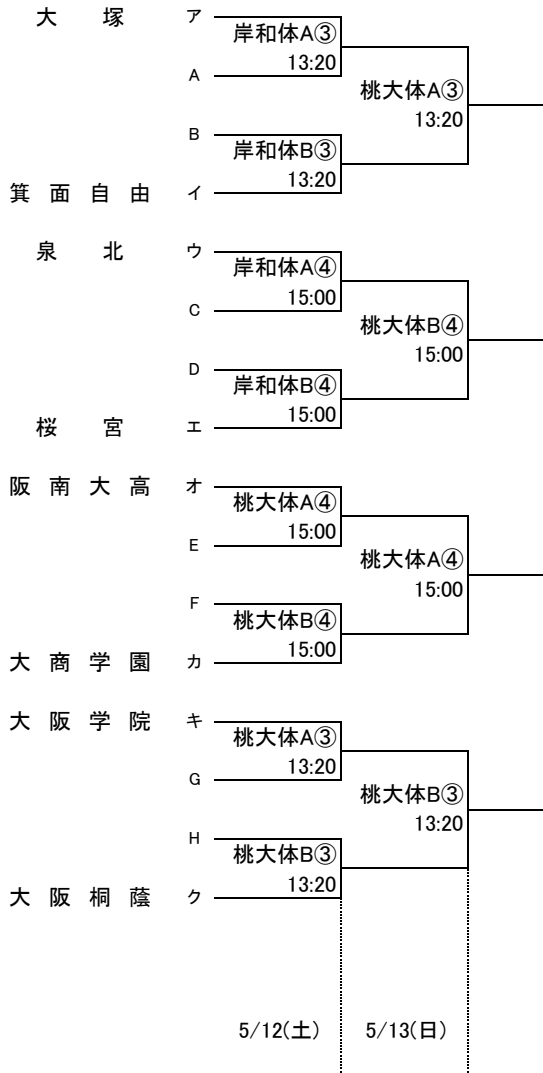 大塚 ア
岸和体A③
13:20
A
桃大体A③
13:20
B
岸和体B③
13:20
箕面自由 イ
泉北 ウ
岸和体A④
15:00
C
桃大体B④
15:00
D
岸和体B④
15:00
桜宮 エ
阪南大高 オ
桃大体A④
15:00
E
桃大体A④
15:00
F
桃大体B④
15:00
大商学園 カ
大阪学院 キ
桃大体A③
13:20
G
桃大体B③
13:20
H
桃大体B③
13:20
大阪桐蔭 ク
5/12(土) 5/13(日)